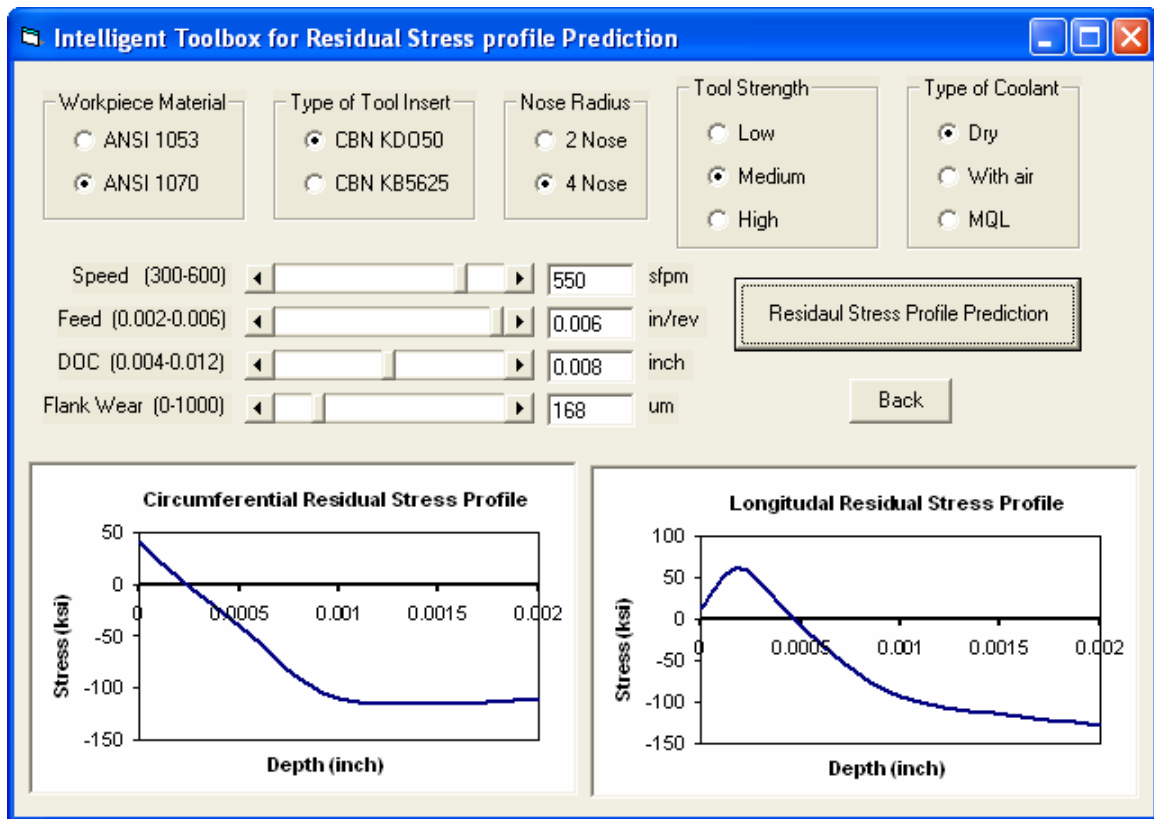 Intelligent Toolbox for Residual Stress profile Prediction
Workpiece Material
ANSI 1053
ANSI 1070
Type of Tool Insert
CBN KDO50
CBN KB5625
Nose Radius
2 Nose
4 Nose
Tool Strength
Low
Medium
High
Type of Coolant
Dry
With air
MQL
Speed (300-600) 550 sfpm
Feed (0.002-0.006) 0.006 in/rev
DOC (0.004-0.012) 0.008 inch
Flank Wear (0-1000) 168 um
Residaul Stress Profile Prediction
Back
Circumferential Residual Stress Profile
Stress (ksi)
50
0
-50
-100
-150
0 0.0005 0.001 0.0015 0.002
Depth (inch)
Longitudal Residual Stress Profile
Stress (ksi)
100
50
0
-50
-100
-150
0 0.0005 0.001 0.0015 0.002
Depth (inch)